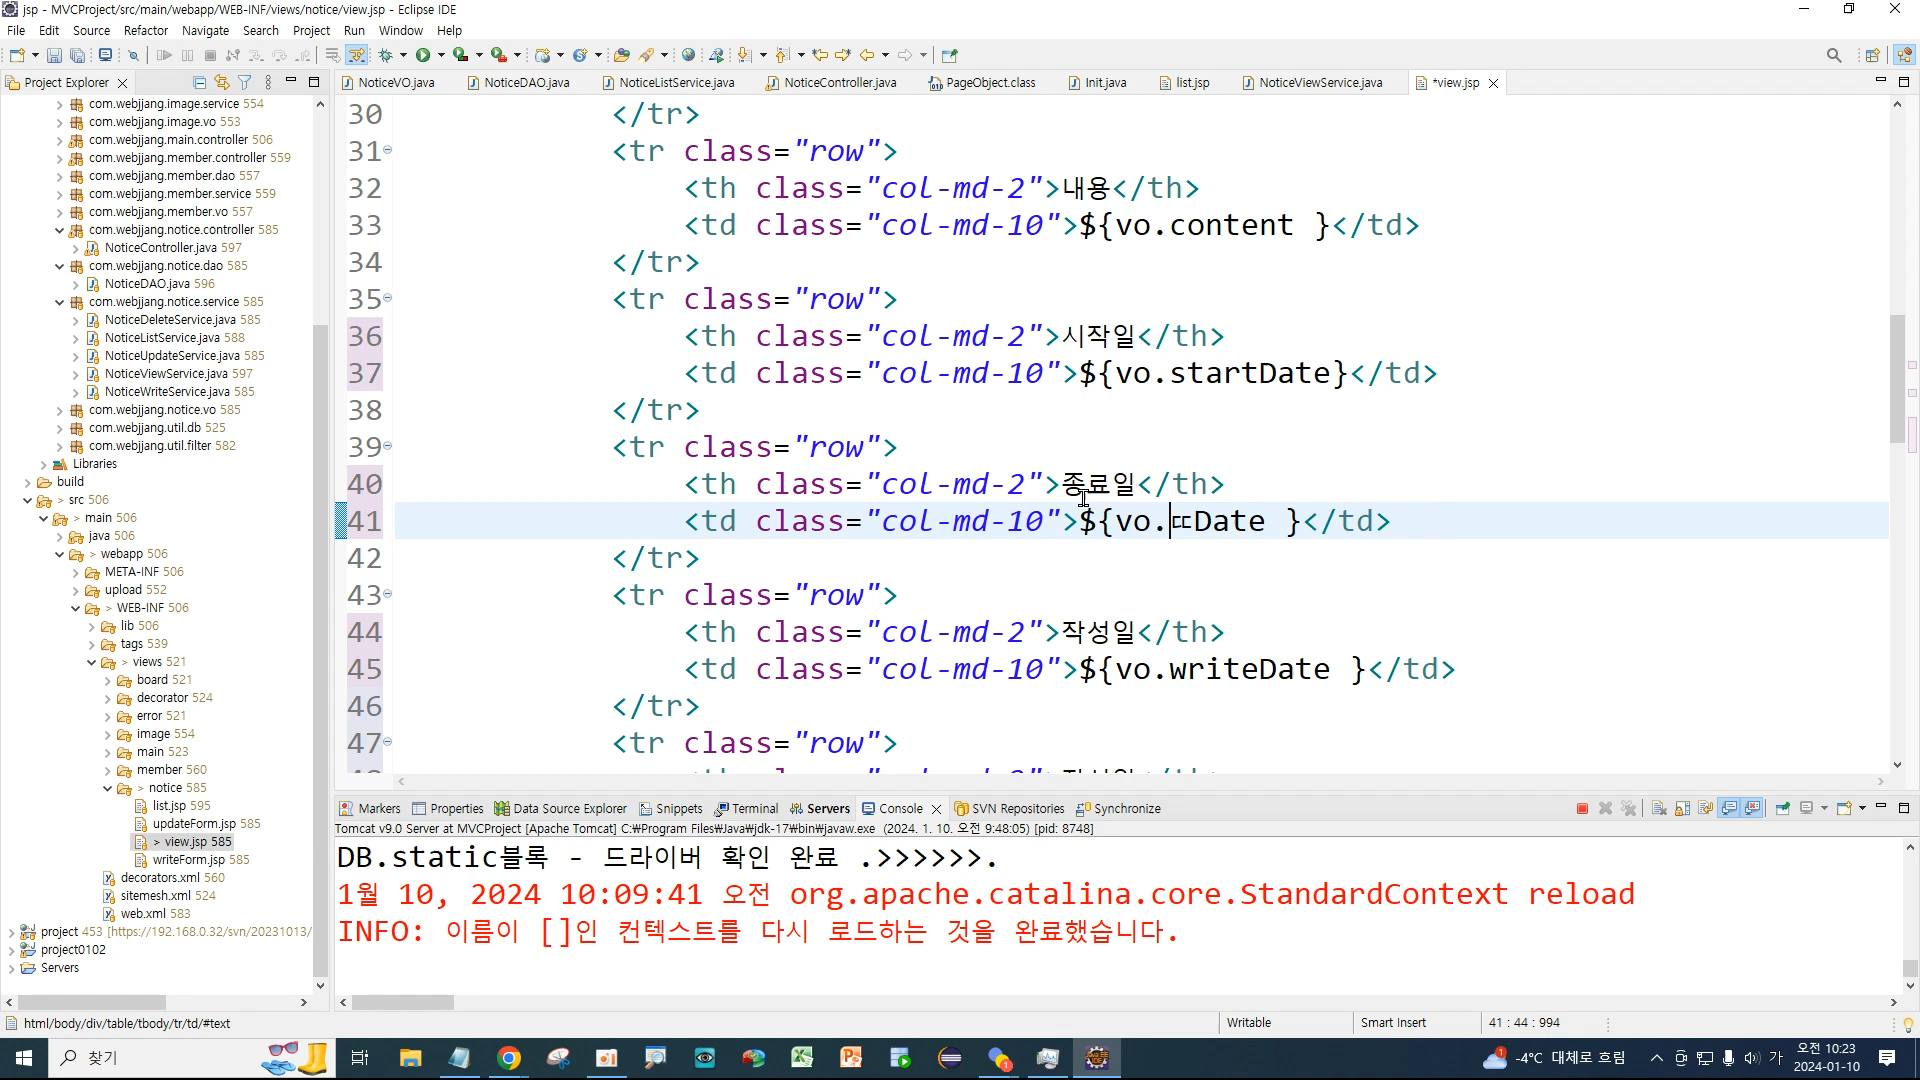 jsp - MVCProject/src/main/webapp/WEB-INF/views/notice/view.jsp - Eclipse IDE
File Edit Source Refactor Navigate Search Project Run Window Help
Project Explorer
NoticeVO.java NoticeDAO.java NoticeListService.java NoticeController.java PageObject.class Init.java list.jsp NoticeViewService.java *view.jsp
com.webjjang.image.service 554
com.webjjang.image.vo 553
com.webjjang.main.controller 506
com.webjjang.member.controller 559
com.webjjang.member.dao 557
com.webjjang.member.service 559
com.webjjang.member.vo 557
com.webjjang.notice.controller 585
NoticeController.java 597
com.webjjang.notice.dao 585
NoticeDAO.java 596
com.webjjang.notice.service 585
NoticeDeleteService.java 585
NoticeListService.java 588
NoticeUpdateService.java 585
NoticeViewService.java 597
NoticeWriteService.java 585
com.webjjang.notice.vo 585
com.webjjang.util.db 525
com.webjjang.util.filter 582
Libraries
build
> src 506
> main 506
java 506
> webapp 506
META-INF 506
upload 552
> WEB-INF 506
lib 506
tags 539
> views 521
board 521
decorator 524
error 521
image 554
main 523
member 560
> notice 585
list.jsp 595
updateForm.jsp 585
> view.jsp 585
writeForm.jsp 585
decorators.xml 560
sitemesh.xml 524
web.xml 583
project 453 [https://192.168.0.32/svn/20231013/
project0102
Servers
30 </tr>
31 <tr class="row">
32 <th class="col-md-2">내용</th>
33 <td class="col-md-10">${vo.content }</td>
34 </tr>
35 <tr class="row">
36 <th class="col-md-2">시작일</th>
37 <td class="col-md-10">${vo.startDate}</td>
38 </tr>
39 <tr class="row">
40 <th class="col-md-2">종료일</th>
41 <td class="col-md-10">${vo.ㄸDate }</td>
42 </tr>
43 <tr class="row">
44 <th class="col-md-2">작성일</th>
45 <td class="col-md-10">${vo.writeDate }</td>
46 </tr>
47 <tr class="row">
Markers Properties Data Source Explorer Snippets Terminal Servers Console SVN Repositories Synchronize
Tomcat v9.0 Server at MVCProject [Apache Tomcat] C:₩Program Files₩Java₩jdk-17₩bin₩javaw.exe (2024. 1. 10. 오전 9:48:05) [pid: 8748]
DB.static블록 - 드라이버 확인 완료 .>>>>>>.
1월 10, 2024 10:09:41 오전 org.apache.catalina.core.StandardContext reload
INFO: 이름이 []인 컨텍스트를 다시 로드하는 것을 완료했습니다.
html/body/div/table/tbody/tr/td/#text Writable Smart Insert 41 : 44 : 994
찾기
-4°C 대체로 흐림 가 오전 10:23
2024-01-10